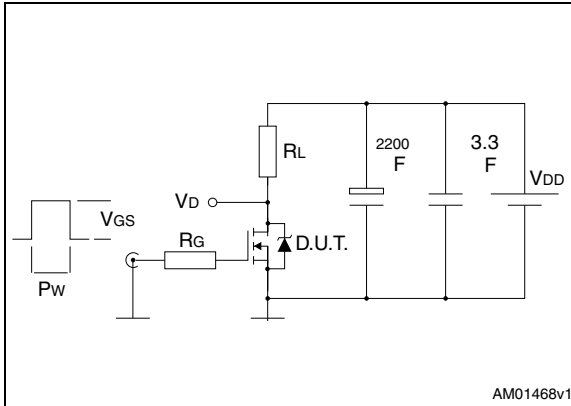 2200
F
3.3
F
RL
VDD
VD
VGS
RG
D.U.T.
PW
AM01468v1